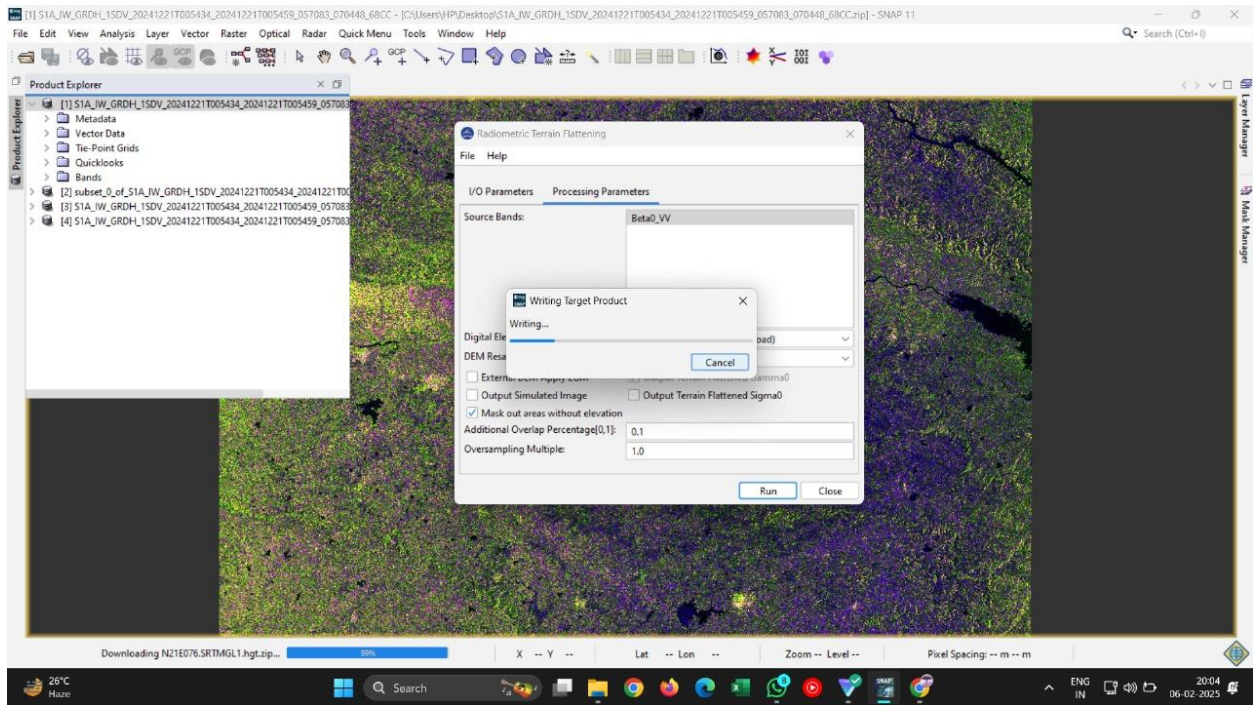 [1] S1A_IW_GRDH_1SDV_20241221T005434_20241221T005459_057083_070448_68CC - [C:\Users\HP\Desktop\S1A_IW_GRDH_1SDV_20241221T005434_20241221T005459_057083_070448_68CC.zip] - SNAP 11
File Edit View Analysis Layer Vector Raster Optical Radar Quick Menu Tools Window Help
Search (Ctrl+I)
GCP GCP
Product Explorer
Product Explorer
[1] S1A_IW_GRDH_1SDV_20241221T005434_20241221T005459_057083
Metadata
Vector Data
Tie-Point Grids
Quicklooks
Bands
[2] subset_0_of_S1A_IW_GRDH_1SDV_20241221T005434_20241221T00
[3] S1A_IW_GRDH_1SDV_20241221T005434_20241221T005459_057083
[4] S1A_IW_GRDH_1SDV_20241221T005434_20241221T005459_057083
Layer Manager
Mask Manager
Radiometric Terrain Flattening
File Help
I/O Parameters Processing Parameters
Source Bands: Beta0_VV
Writing Target Product
Writing...
Cancel
Digital Ele
oad)
DEM Resa
Output Simulated Image Output Terrain Flattened Sigma0
Mask out areas without elevation
Additional Overlap Percentage[0,1]: 0.1
Oversampling Multiple: 1.0
Run Close
Downloading N21E076.SRTMGL1.hgt.zip... 99% X -- Y -- Lat -- Lon -- Zoom -- Level -- Pixel Spacing: -- m -- m
26°C
Haze
Search
ENG
IN
20:04
06-02-2025